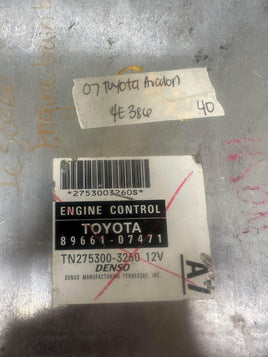 07 Toyota Avalon
4E386 40
*2753003260S*
ENGINE CONTROL
TOYOTA
89661-07471
TN275300-3260 12V
DENSO
DENSO MANUFACTURING TENNESSEE, INC.
A7